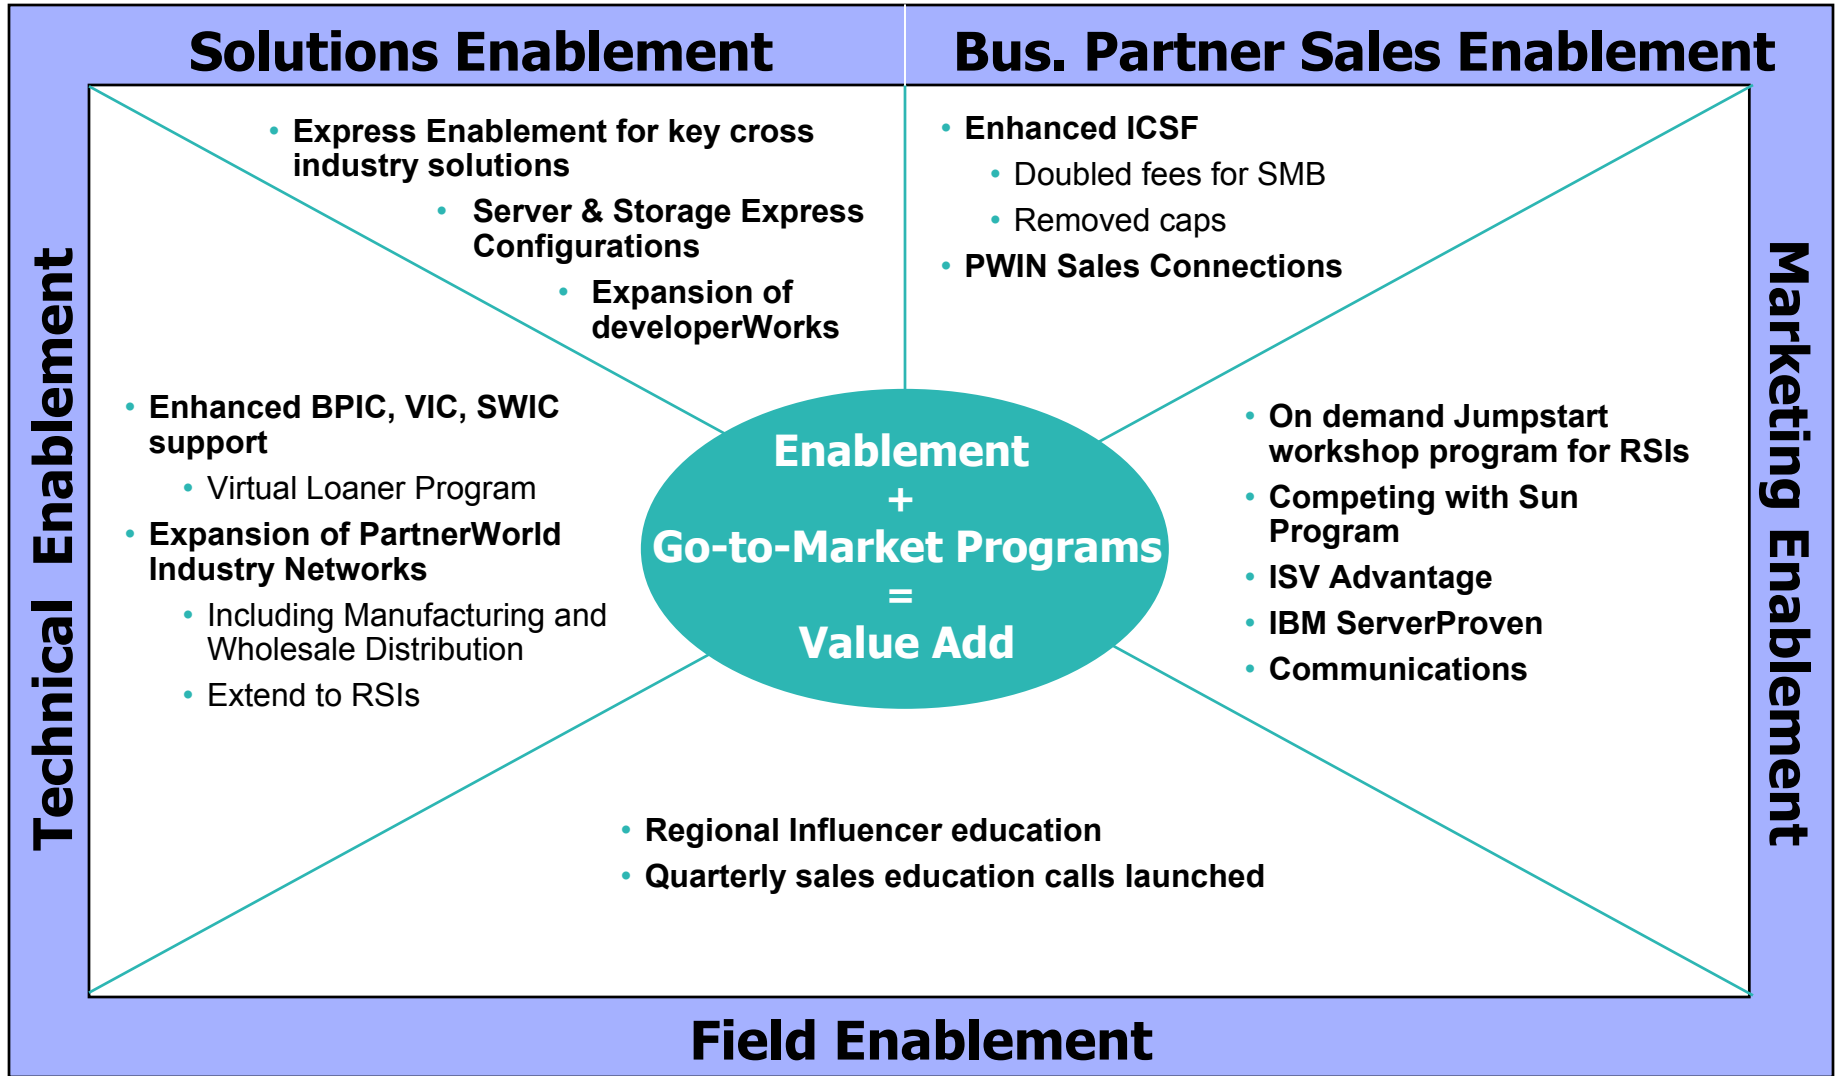 Solutions Enablement
Bus. Partner Sales Enablement
• Express Enablement for key cross
industry solutions
• Server & Storage Express
Configurations
• Expansion of
developerWorks
• Enhanced ICSF
• Doubled fees for SMB
• Removed caps
• PWIN Sales Connections
Technical Enablement
• Enhanced BPIC, VIC, SWIC
support
• Virtual Loaner Program
• Expansion of PartnerWorld
Industry Networks
• Including Manufacturing and
Wholesale Distribution
• Extend to RSIs
Enablement
+
Go-to-Market Programs
=
Value Add
• On demand Jumpstart
workshop program for RSIs
• Competing with Sun
Program
• ISV Advantage
• IBM ServerProven
• Communications
Marketing Enablement
• Regional Influencer education
• Quarterly sales education calls launched
Field Enablement